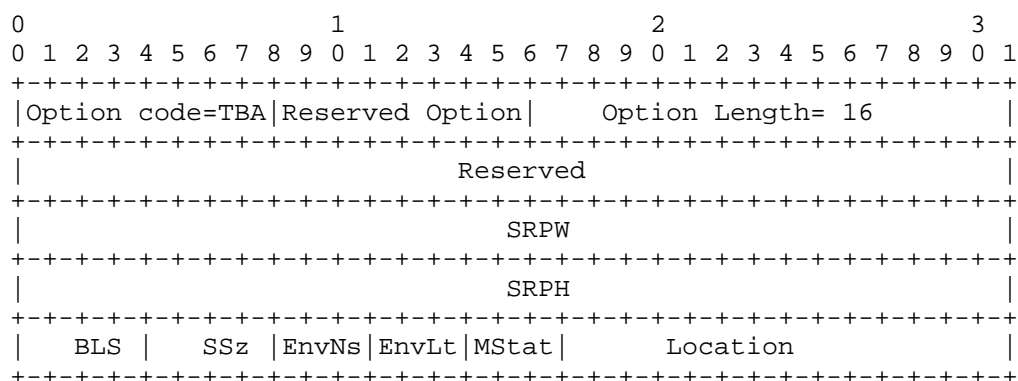 0                   1                   2                   3
0 1 2 3 4 5 6 7 8 9 0 1 2 3 4 5 6 7 8 9 0 1 2 3 4 5 6 7 8 9 0 1
+-+-+-+-+-+-+-+-+-+-+-+-+-+-+-+-+-+-+-+-+-+-+-+-+-+-+-+-+-+-+-+
|Option code=TBA|Reserved Option|    Option Length= 16         |
+-+-+-+-+-+-+-+-+-+-+-+-+-+-+-+-+-+-+-+-+-+-+-+-+-+-+-+-+-+-+-+
|                           Reserved                           |
+-+-+-+-+-+-+-+-+-+-+-+-+-+-+-+-+-+-+-+-+-+-+-+-+-+-+-+-+-+-+-+
|                              SRPW                            |
+-+-+-+-+-+-+-+-+-+-+-+-+-+-+-+-+-+-+-+-+-+-+-+-+-+-+-+-+-+-+-+
|                              SRPH                            |
+-+-+-+-+-+-+-+-+-+-+-+-+-+-+-+-+-+-+-+-+-+-+-+-+-+-+-+-+-+-+-+
|   BLS |   SSz |EnvNs|EnvLt|MStat|      Location              |
+-+-+-+-+-+-+-+-+-+-+-+-+-+-+-+-+-+-+-+-+-+-+-+-+-+-+-+-+-+-+-+